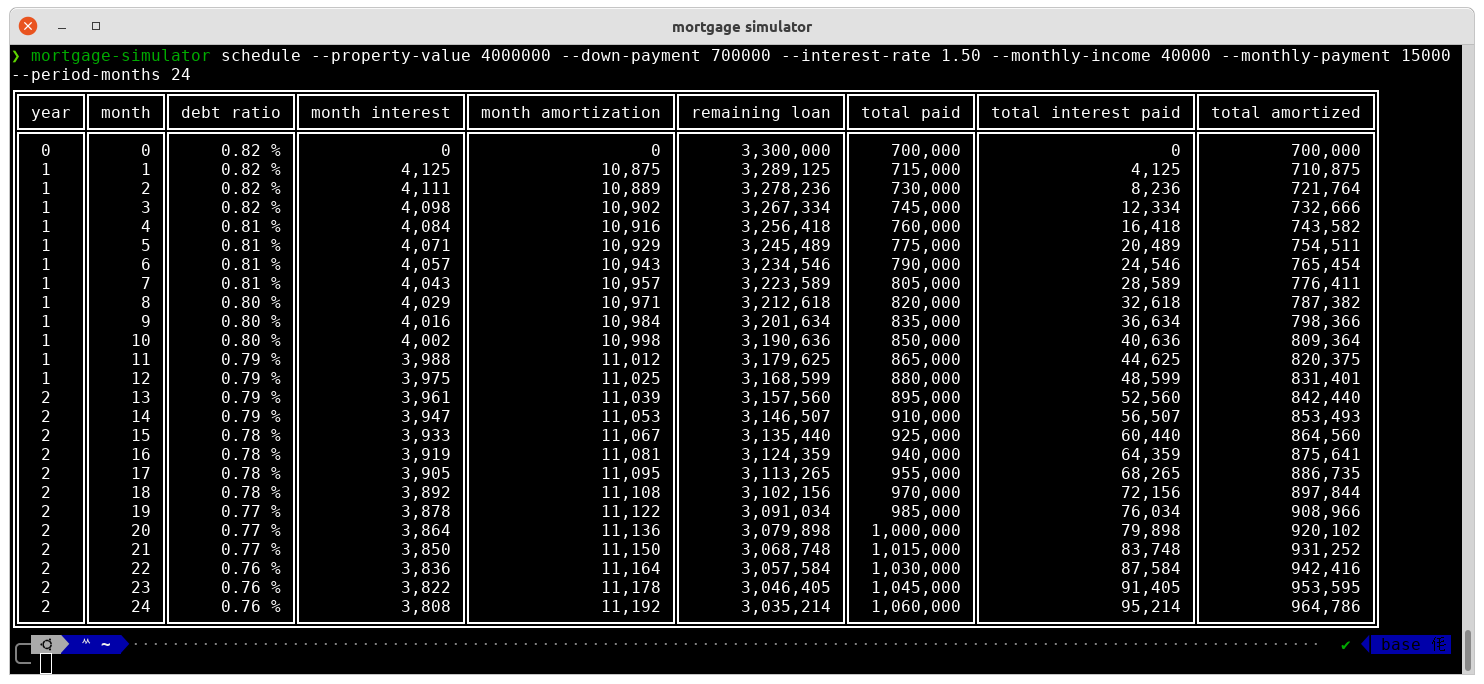 mortgage simulator
❯ mortgage-simulator schedule --property-value 4000000 --down-payment 700000 --interest-rate 1.50 --monthly-income 40000 --monthly-payment 15000
--period-months 24
year month debt ratio month interest month amortization remaining loan total paid total interest paid total amortized
0 0 0.82 % 0 0 3,300,000 700,000 0 700,000
1 1 0.82 % 4,125 10,875 3,289,125 715,000 4,125 710,875
1 2 0.82 % 4,111 10,889 3,278,236 730,000 8,236 721,764
1 3 0.82 % 4,098 10,902 3,267,334 745,000 12,334 732,666
1 4 0.81 % 4,084 10,916 3,256,418 760,000 16,418 743,582
1 5 0.81 % 4,071 10,929 3,245,489 775,000 20,489 754,511
1 6 0.81 % 4,057 10,943 3,234,546 790,000 24,546 765,454
1 7 0.81 % 4,043 10,957 3,223,589 805,000 28,589 776,411
1 8 0.80 % 4,029 10,971 3,212,618 820,000 32,618 787,382
1 9 0.80 % 4,016 10,984 3,201,634 835,000 36,634 798,366
1 10 0.80 % 4,002 10,998 3,190,636 850,000 40,636 809,364
1 11 0.79 % 3,988 11,012 3,179,625 865,000 44,625 820,375
1 12 0.79 % 3,975 11,025 3,168,599 880,000 48,599 831,401
2 13 0.79 % 3,961 11,039 3,157,560 895,000 52,560 842,440
2 14 0.79 % 3,947 11,053 3,146,507 910,000 56,507 853,493
2 15 0.78 % 3,933 11,067 3,135,440 925,000 60,440 864,560
2 16 0.78 % 3,919 11,081 3,124,359 940,000 64,359 875,641
2 17 0.78 % 3,905 11,095 3,113,265 955,000 68,265 886,735
2 18 0.78 % 3,892 11,108 3,102,156 970,000 72,156 897,844
2 19 0.77 % 3,878 11,122 3,091,034 985,000 76,034 908,966
2 20 0.77 % 3,864 11,136 3,079,898 1,000,000 79,898 920,102
2 21 0.77 % 3,850 11,150 3,068,748 1,015,000 83,748 931,252
2 22 0.76 % 3,836 11,164 3,057,584 1,030,000 87,584 942,416
2 23 0.76 % 3,822 11,178 3,046,405 1,045,000 91,405 953,595
2 24 0.76 % 3,808 11,192 3,035,214 1,060,000 95,214 964,786
~ ✔ base